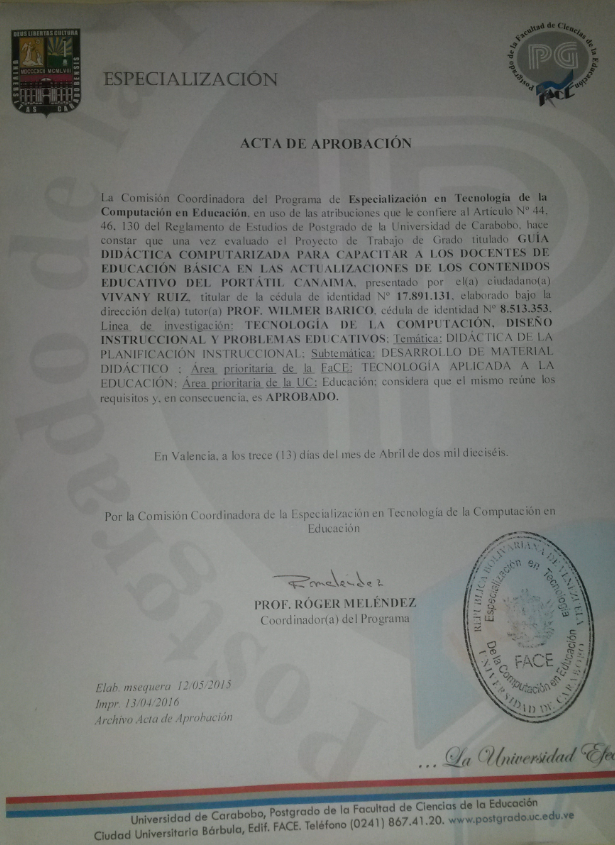 DEUS LIBERTAS CULTURA
ESPECIALIZACIÓN
Postgrado de la Facultad de Ciencias de la Educación
PG
FACE
ACTA DE APROBACIÓN
La Comisión Coordinadora del Programa de Especialización en Tecnología de la
Computación en Educación, en uso de las atribuciones que le confiere al Artículo Nº 44,
46, 130 del Reglamento de Estudios de Postgrado de la Universidad de Carabobo, hace
constar que una vez evaluado el Proyecto de Trabajo de Grado titulado GUÍA
DIDÁCTICA COMPUTARIZADA PARA CAPACITAR A LOS DOCENTES DE
EDUCACIÓN BÁSICA EN LAS ACTUALIZACIONES DE LOS CONTENIDOS
EDUCATIVO DEL PORTÁTIL CANAIMA, presentado por el(a) ciudadano(a)
VIVANY RUIZ, titular de la cédula de identidad Nº 17.891.131, elaborado bajo la
dirección del(a) tutor(a) PROF. WILMER BARICO, cédula de identidad Nº 8.513.353.
Línea de investigación: TECNOLOGÍA DE LA COMPUTACIÓN, DISEÑO
INSTRUCCIONAL Y PROBLEMAS EDUCATIVOS; Temática: DIDÁCTICA DE LA
PLANIFICACIÓN INSTRUCCIONAL; Subtemática: DESARROLLO DE MATERIAL
DIDÁCTICO ; Área prioritaria de la FaCE: TECNOLOGÍA APLICADA A LA
EDUCACIÓN; Área prioritaria de la UC: Educación; considera que el mismo reúne los
requisitos y, en consecuencia, es APROBADO.
En Valencia, a los trece (13) días del mes de Abril de dos mil dieciséis.
Por la Comisión Coordinadora de la Especialización en Tecnología de la Computación en
Educación
Rmeléndez
PROF. RÓGER MELÉNDEZ
Coordinador(a) del Programa
REPÚBLICA BOLIVARIANA DE VENEZUELA
Especialización en Tecnología
De la Computación en Educación
FACE
UNIVERSIDAD DE CARABOBO
Elab. msequera 12/05/2015
Impr. 13/04/2016
Archivo Acta de Aprobación
Postgrado de la
... La Universidad Efec
Universidad de Carabobo, Postgrado de la Facultad de Ciencias de la Educación
Ciudad Universitaria Bárbula, Edif. FACE. Teléfono (0241) 867.41.20. www.postgrado.uc.edu.ve